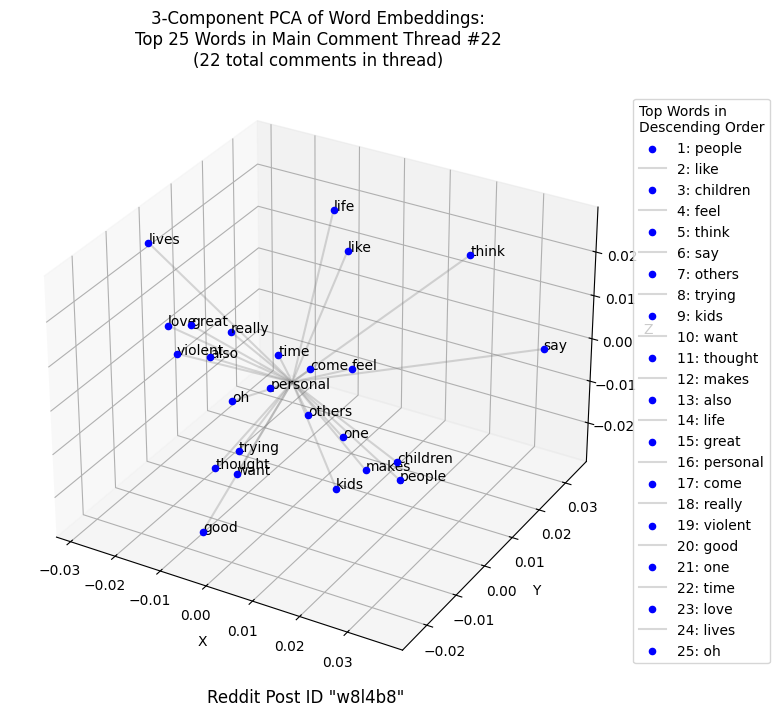 3-Component PCA of Word Embeddings:
Top 25 Words in Main Comment Thread #22
(22 total comments in thread)
Top Words in
Descending Order
1: people
2: like
3: children
4: feel
5: think
6: say
7: others
8: trying
9: kids
10: want
11: thought
12: makes
13: also
14: life
15: great
16: personal
17: come
18: really
19: violent
20: good
21: one
22: time
23: love
24: lives
25: oh
life
lives
like
think
love
great
really
say
violent
also
time
come
feel
personal
oh
others
one
trying
children
thought
want
makes
people
kids
good
0.02
0.01
Z
0.00
−0.01
−0.02
0.03
0.02
0.01
0.00
−0.01
−0.02
Y
−0.03
−0.02
−0.01
0.00
0.01
0.02
0.03
X
Reddit Post ID "w8l4b8"